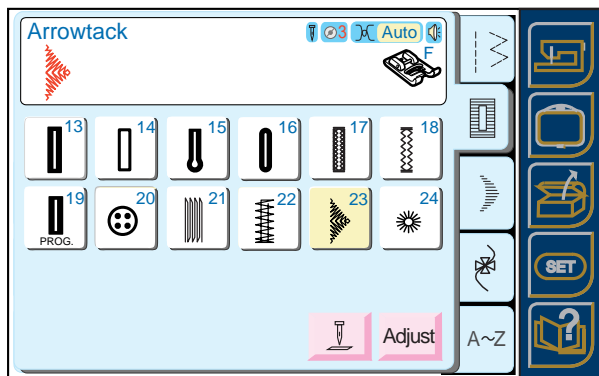 Arrowtack
3 Auto
F
13 14 15 16 17 18
19 20 21 22 23 24
PROG.
SET
Adjust
A~Z
?